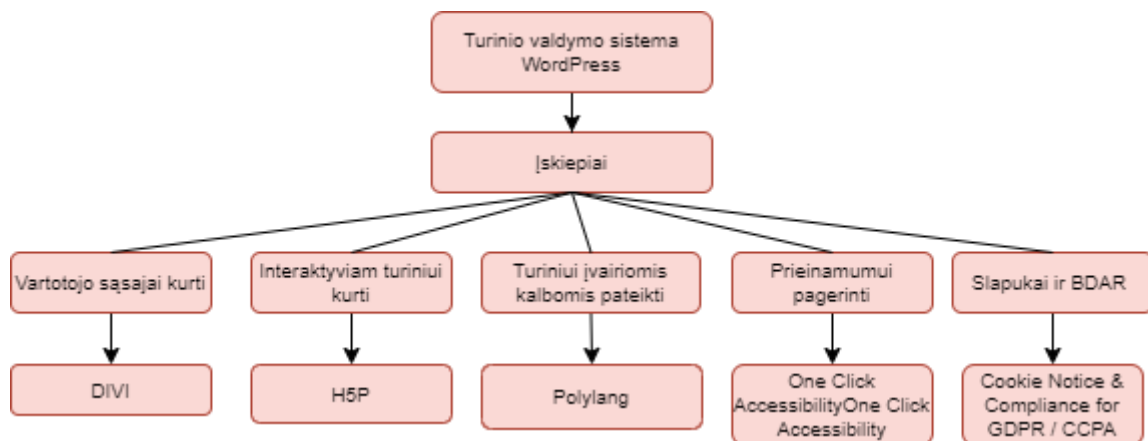 Turinio valdymo sistema
WordPress
Įskiepiai
Vartotojo sąsajai kurti
Interaktyviam turiniui
kurti
Turiniui įvairiomis
kalbomis pateikti
Prieinamumui
pagerinti
Slapukai ir BDAR
DIVI
H5P
Polylang
One Click
AccessibilityOne Click
Accessibility
Cookie Notice &
Compliance for
GDPR / CCPA